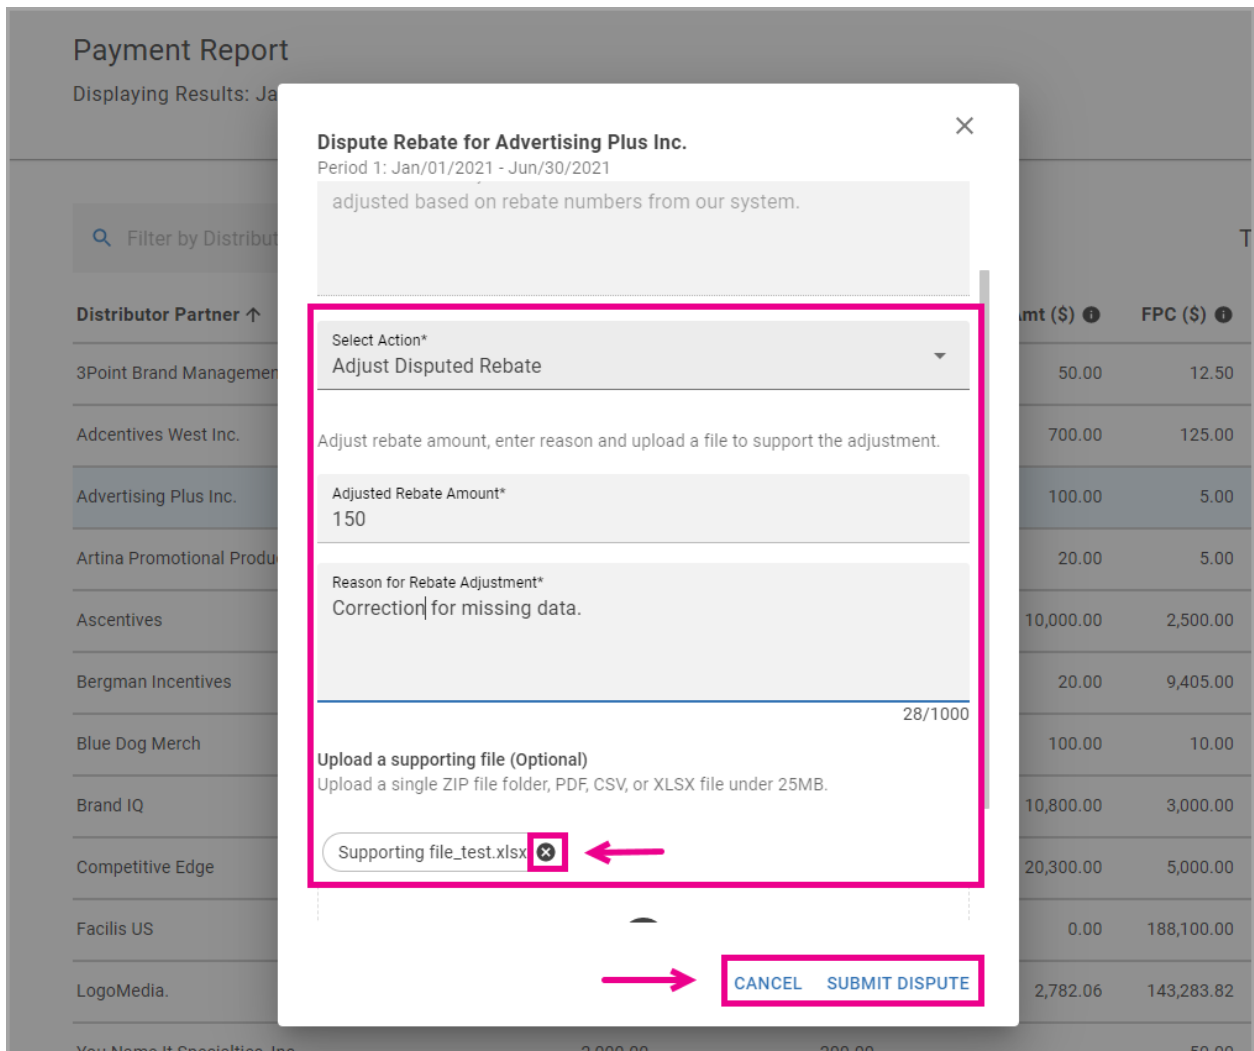 Payment Report
Displaying Results: Ja
Dispute Rebate for Advertising Plus Inc.
Period 1: Jan/01/2021 - Jun/30/2021
adjusted based on rebate numbers from our system.
Filter by Distribut
T
Distributor Partner
Amt ($) FPC ($)
3Point Brand Managemen 50.00 12.50
Adcentives West Inc. 700.00 125.00
Advertising Plus Inc. 100.00 5.00
Artina Promotional Produ 20.00 5.00
Ascentives 10,000.00 2,500.00
Bergman Incentives 20.00 9,405.00
Blue Dog Merch 100.00 10.00
Brand IQ 10,800.00 3,000.00
Competitive Edge 20,300.00 5,000.00
Facilis US 0.00 188,100.00
LogoMedia. 2,782.06 143,283.82
Select Action*
Adjust Disputed Rebate
Adjust rebate amount, enter reason and upload a file to support the adjustment.
Adjusted Rebate Amount*
150
Reason for Rebate Adjustment*
Correction for missing data.
28/1000
Upload a supporting file (Optional)
Upload a single ZIP file folder, PDF, CSV, or XLSX file under 25MB.
Supporting file_test.xlsx
CANCEL SUBMIT DISPUTE